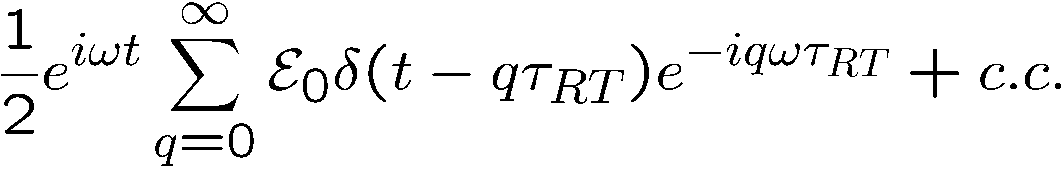 \frac{1}{2} e^{i\omega t} \sum_{q=0}^{\infty} \mathcal{E}_0 \delta(t - q\tau_{RT}) e^{-iq\omega\tau_{RT}} + c.c.